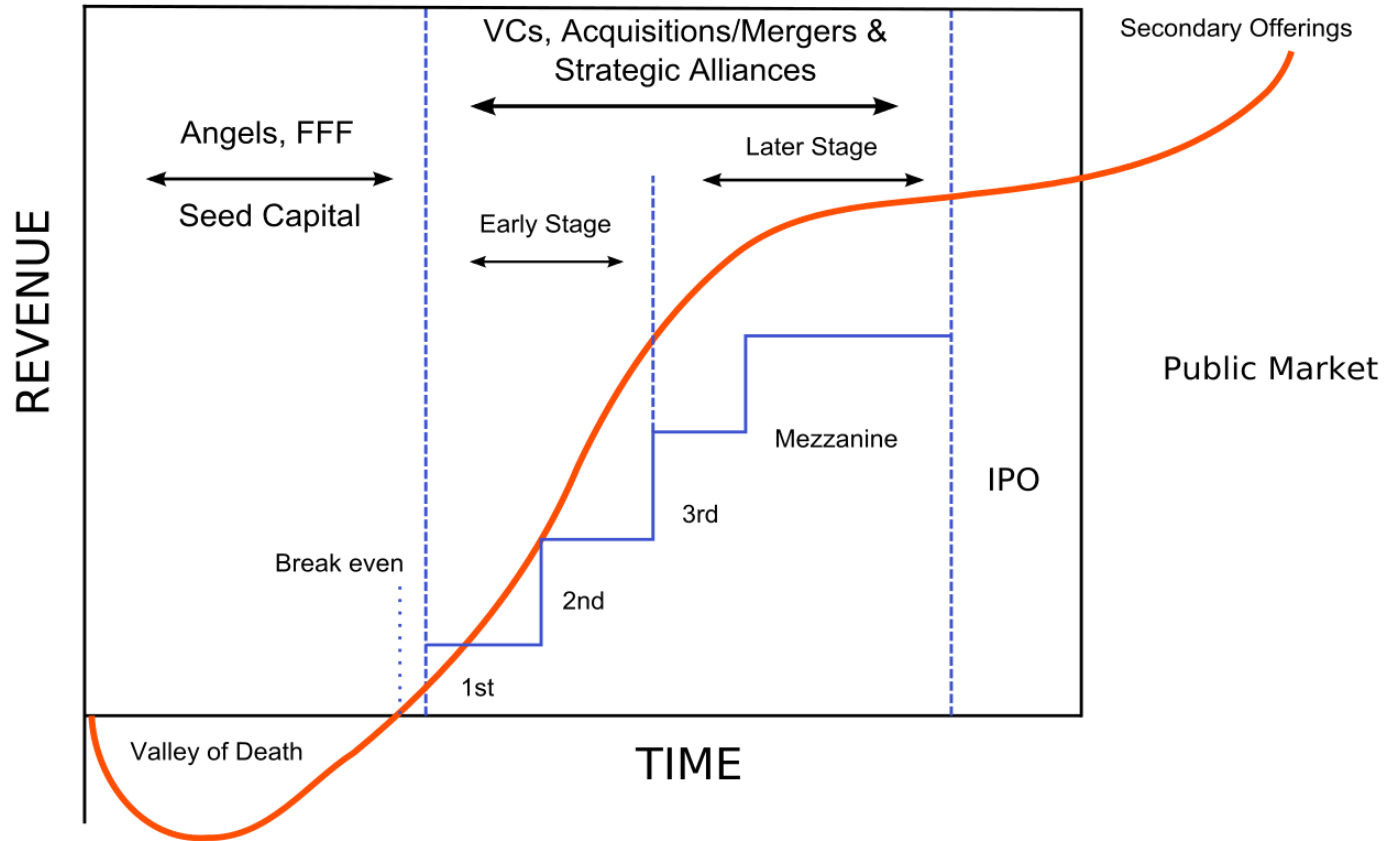 VCs, Acquisitions/Mergers &
Strategic Alliances
Secondary Offerings
Angels, FFF
Seed Capital
Later Stage
Early Stage
REVENUE
Public Market
Mezzanine
IPO
3rd
Break even
2nd
1st
Valley of Death
TIME